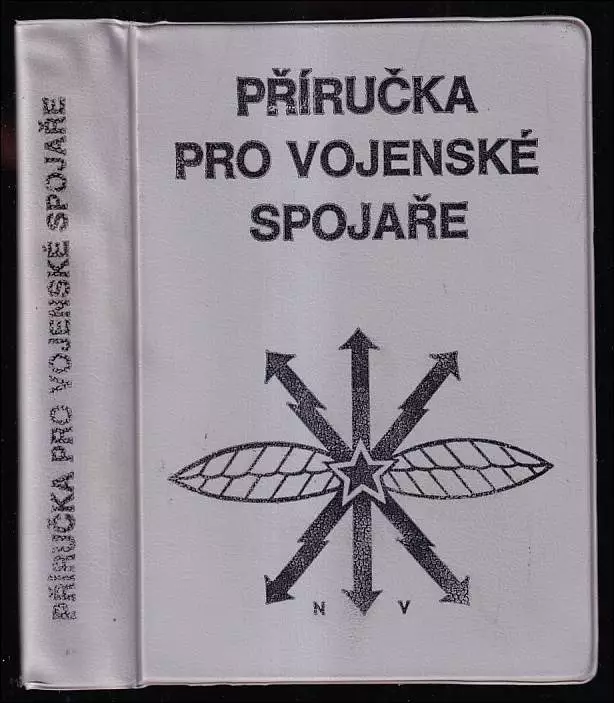 PŘÍRUČKA
PRO VOJENSKÉ
SPOJAŘE
N V
PŘÍRUČKA PRO VOJENSKÉ SPOJAŘE